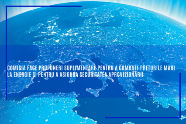 COMISIA FACE PROPUNERI SUPLIMENTARE PENTRU A COMBATE PREȚURILE MARI
LA ENERGIE ȘI PENTRU A ASIGURA SECURITATEA APROVIZIONĂRII